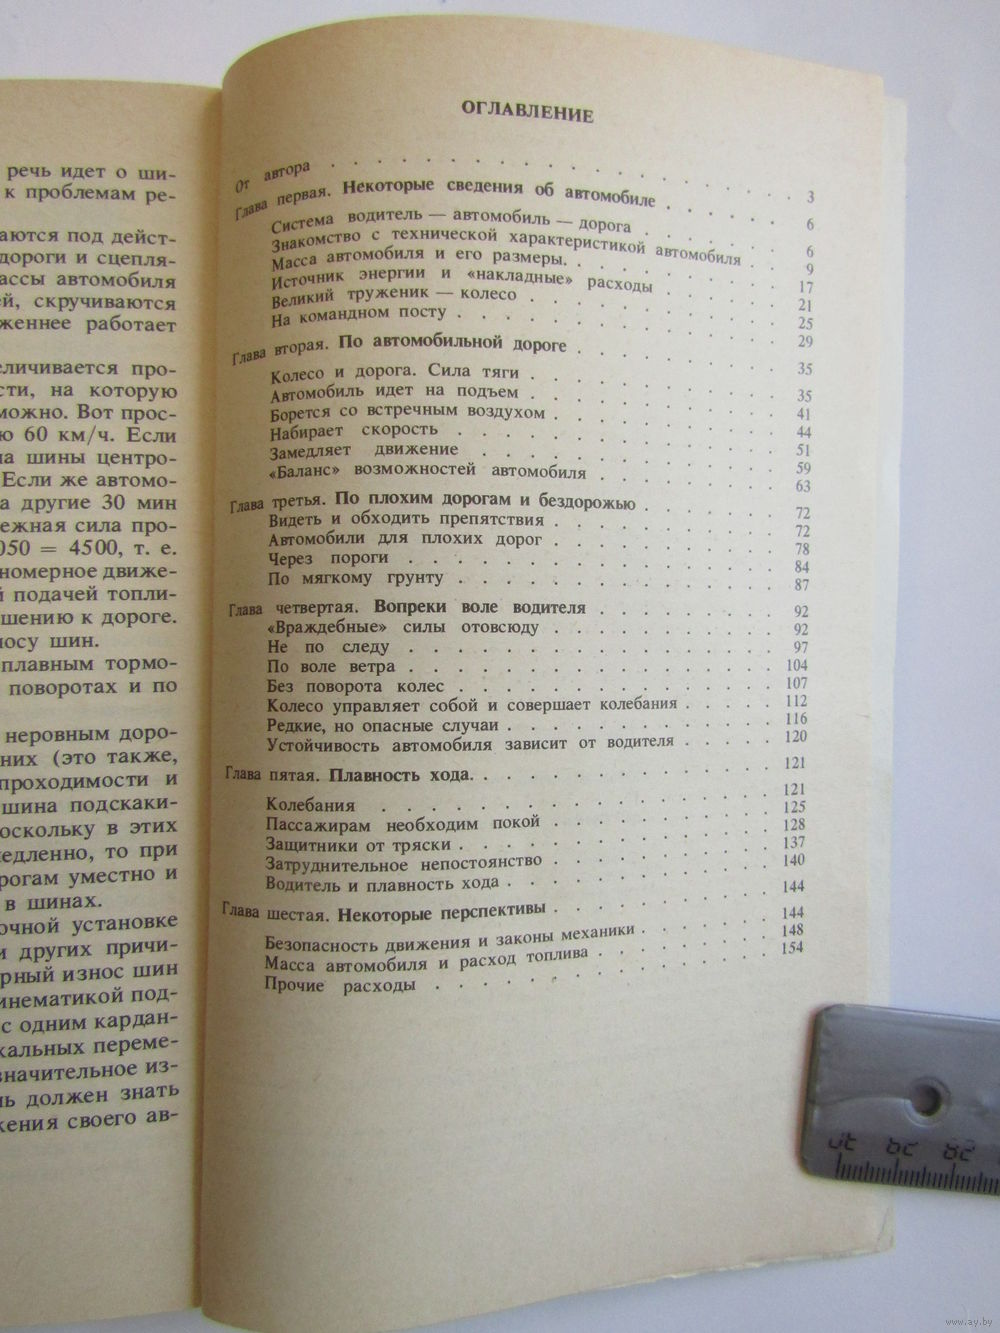 речь идет о ши-
к проблемам ре-
аются под дейст-
дороги и сцепля-
ассы автомобиля
ей, скручиваются
женнее работает
еличивается про-
сти, на которую
можно. Вот прос-
ю 60 км/ч. Если
на шины центро-
Если же автомо-
а другие 30 мин
ежная сила про-
050 = 4500, т. е.
номерное движе-
й подачей топли-
шению к дороге.
носу шин.
плавным тормо-
поворотах и по
неровным доро-
них (это также,
проходимости и
шина подскаки-
оскольку в этих
едленно, то при
рогам уместно и
в шинах.
очной установке
и других причи-
рный износ шин
инематикой под-
с одним кардан-
кальных переме-
значительное из-
ль должен знать
жения своего ав-
ОГЛАВЛЕНИЕ
От автора . . . 3
Глава первая. Некоторые сведения об автомобиле . . . 6
Система водитель — автомобиль — дорога . . . 6
Знакомство с технической характеристикой автомобиля . . 9
Масса автомобиля и его размеры. . . . 17
Источник энергии и «накладные» расходы . . . 21
Великий труженик — колесо . . . 25
На командном посту . . . 29
Глава вторая. По автомобильной дороге . . . 35
Колесо и дорога. Сила тяги . . . 35
Автомобиль идет на подъем . . . 41
Борется со встречным воздухом . . . 44
Набирает скорость . . . 51
Замедляет движение . . . 59
«Баланс» возможностей автомобиля . . . 63
Глава третья. По плохим дорогам и бездорожью . . . 72
Видеть и обходить препятствия . . . 72
Автомобили для плохих дорог . . . 78
Через пороги . . . 84
По мягкому грунту . . . 87
Глава четвертая. Вопреки воле водителя . . . 92
«Враждебные» силы отовсюду . . . 92
Не по следу . . . 97
По воле ветра . . . 104
Без поворота колес . . . 107
Колесо управляет собой и совершает колебания . . . 112
Редкие, но опасные случаи . . . 116
Устойчивость автомобиля зависит от водителя . . . 120
Глава пятая. Плавность хода. . . . 121
Колебания . . . 121
Пассажирам необходим покой . . . 125
Защитники от тряски . . . 128
Затруднительное непостоянство . . . 137
Водитель и плавность хода . . . 140
Глава шестая. Некоторые перспективы . . . 144
Безопасность движения и законы механики . . . 144
Масса автомобиля и расход топлива . . . 148
Прочие расходы . . . 154
www.ay.by